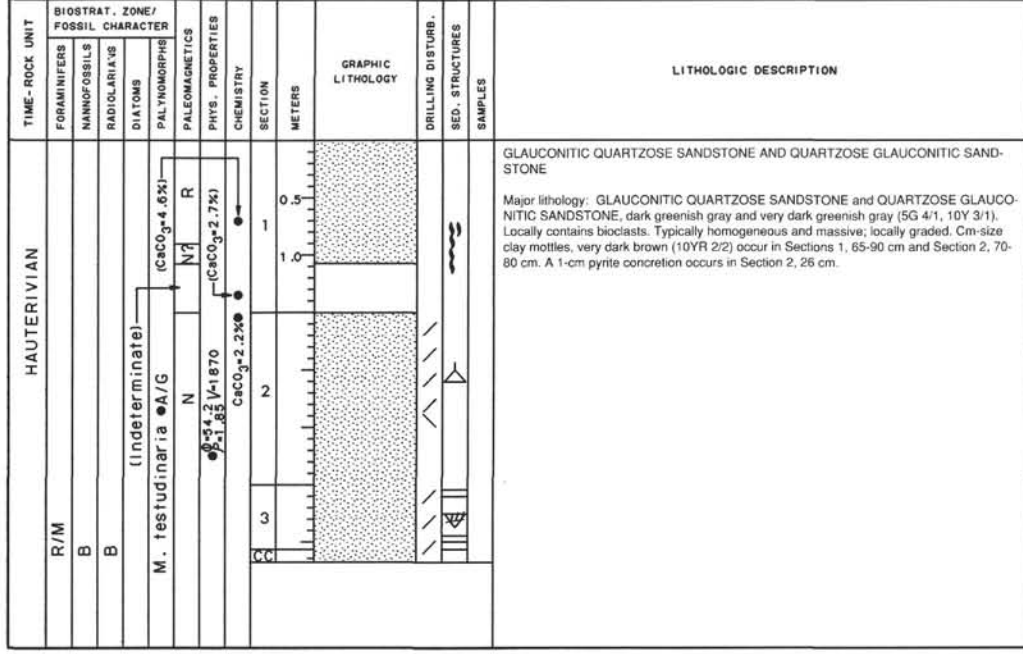 TIME-ROCK UNIT
BIOSTRAT. ZONE/
FOSSIL CHARACTER
FORAMINIFERS
NANNOFOSSILS
RADIOLARIANS
DIATOMS
PALYNOMORPHS
PALEOMAGNETICS
PHYS. PROPERTIES
CHEMISTRY
SECTION
METERS
GRAPHIC
LITHOLOGY
DRILLING DISTURB.
SED. STRUCTURES
SAMPLES
LITHOLOGIC DESCRIPTION
HAUTERIVIAN
R/M
B
B
(Indeterminate)
M. testudinaria ●A/G
(CaCO3=4.6%)
R
N?
N
(CaCO3=2.7%)
●Φ=54.2 V=1870
P=1.85
CaCO3=2.2%●
1
2
3
CC
0.5
1.0
GLAUCONITIC QUARTZOSE SANDSTONE AND QUARTZOSE GLAUCONITIC SAND-
STONE
Major lithology: GLAUCONITIC QUARTZOSE SANDSTONE and QUARTZOSE GLAUCO-
NITIC SANDSTONE, dark greenish gray and very dark greenish gray (5G 4/1, 10Y 3/1).
Locally contains bioclasts. Typically homogeneous and massive; locally graded. Cm-size
clay mottles, very dark brown (10YR 2/2) occur in Sections 1, 65-90 cm and Section 2, 70-
80 cm. A 1-cm pyrite concretion occurs in Section 2, 26 cm.